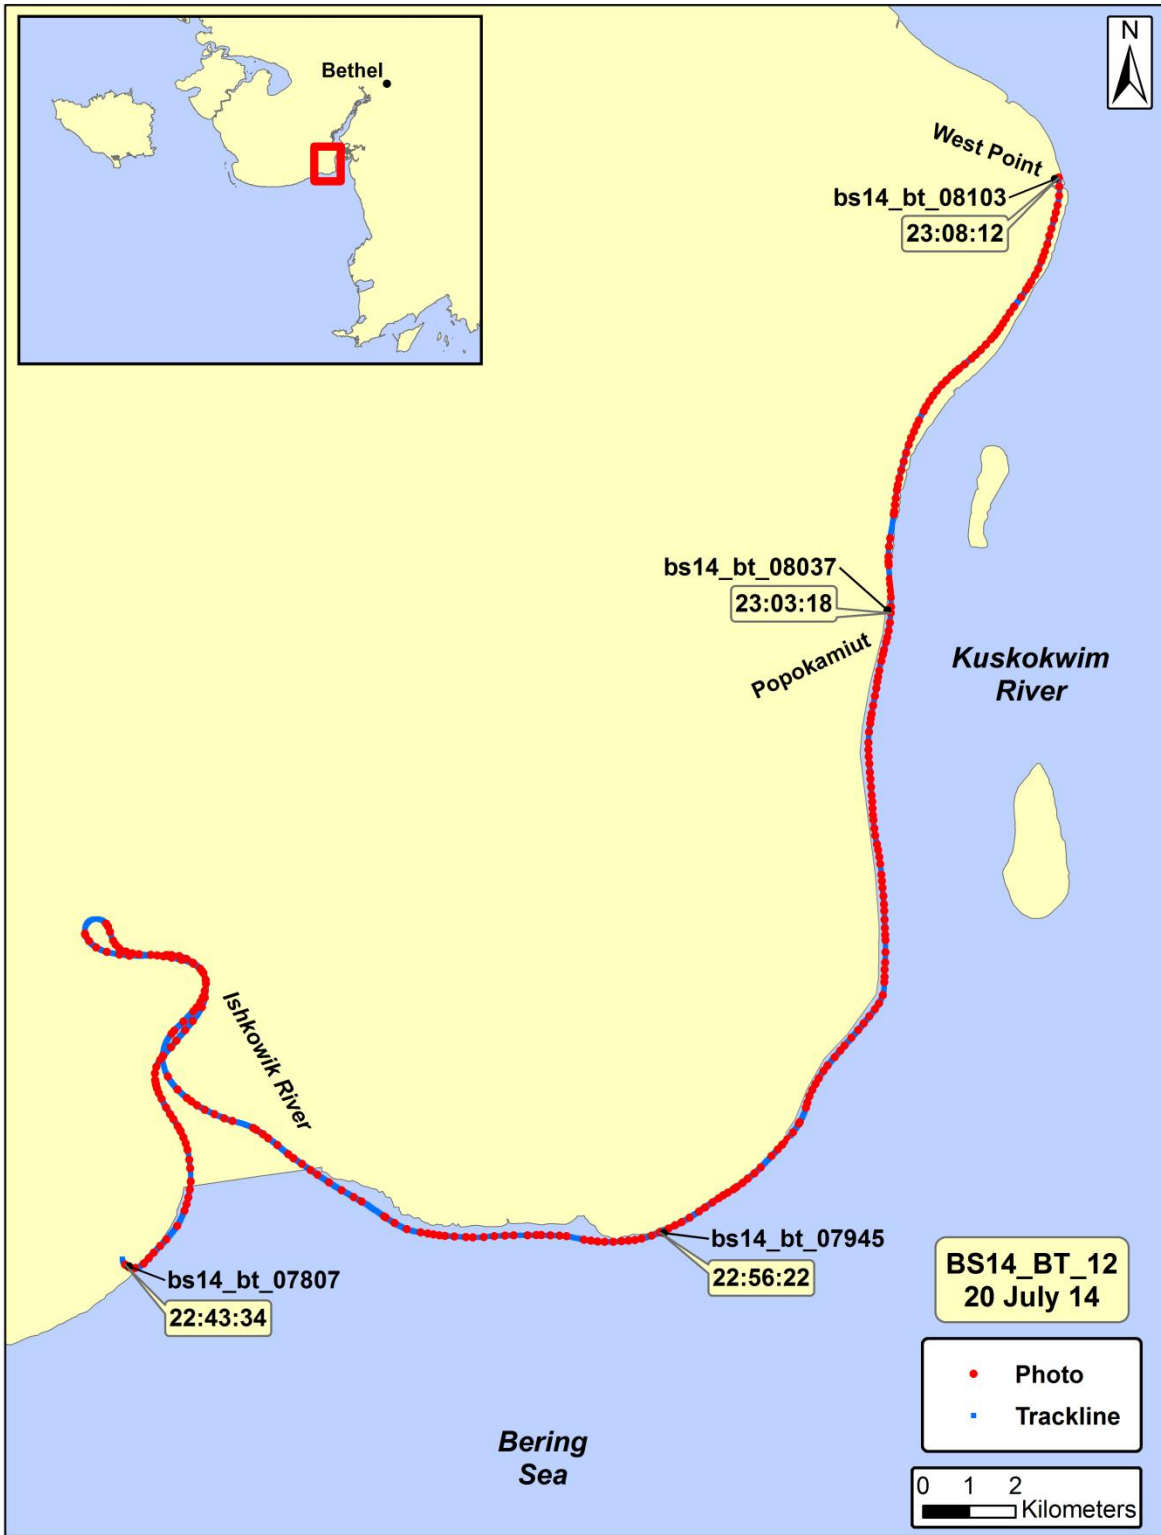 Bethel
N
West Point
bs14_bt_08103
23:08:12
bs14_bt_08037
23:03:18
Popokamiut
Kuskokwim
River
Ishkowik River
bs14_bt_07945
22:56:22
bs14_bt_07807
22:43:34
BS14_BT_12
20 July 14
Photo
Trackline
Bering
Sea
0 1 2
Kilometers